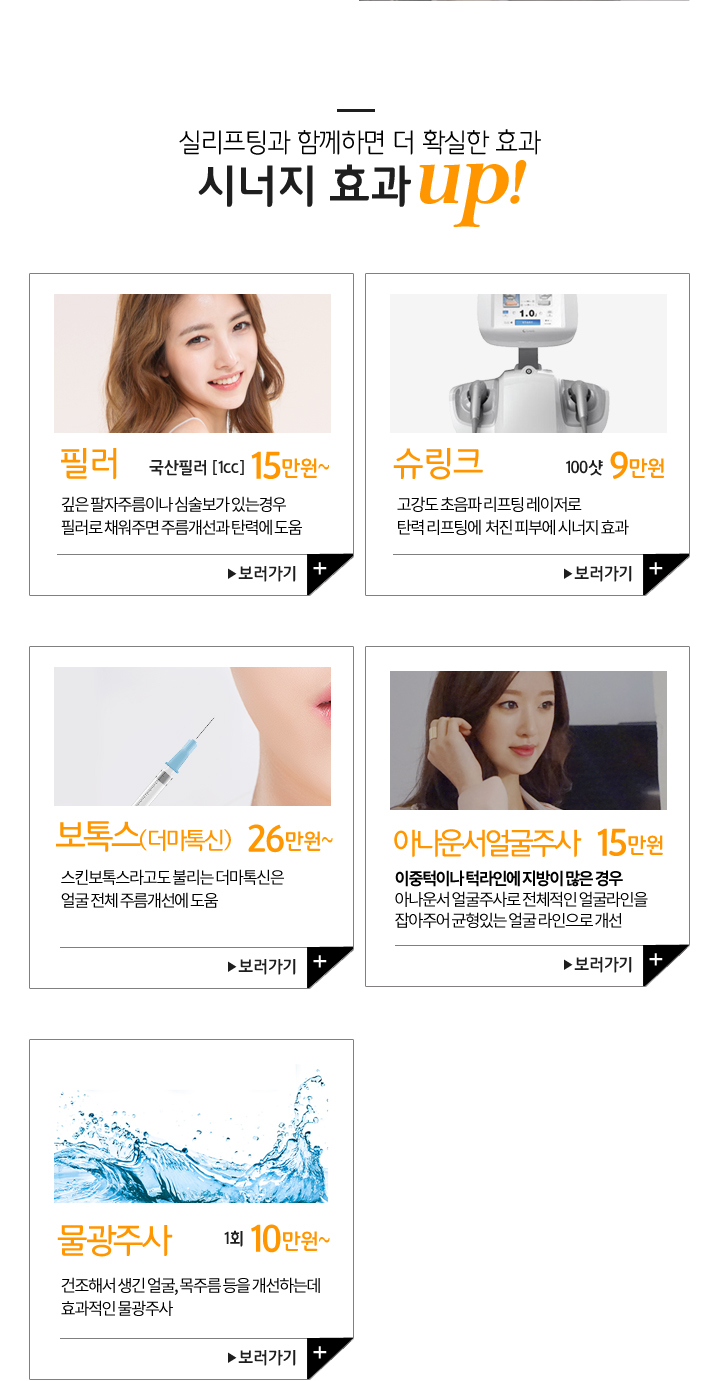 실리프팅과 함께하면 더 확실한 효과
시너지 효과 up!
1.0
필러 국산필러 [1cc] 15만원~
깊은 팔자주름이나 심술보가 있는경우
필러로 채워주면 주름개선과 탄력에 도움
▶보러가기 +
슈링크 100샷 9만원
고강도 초음파 리프팅 레이저로
탄력 리프팅에 처진 피부에 시너지 효과
▶보러가기 +
보톡스(더마톡신) 26만원~
스킨보톡스라고도 불리는 더마톡신은
얼굴 전체 주름개선에 도움
▶보러가기 +
아나운서얼굴주사 15만원
이중턱이나 턱라인에 지방이 많은 경우
아나운서 얼굴주사로 전체적인 얼굴라인을
잡아주어 균형있는 얼굴 라인으로 개선
▶보러가기 +
물광주사 1회 10만원~
건조해서 생긴 얼굴, 목주름 등을 개선하는데
효과적인 물광주사
▶보러가기 +